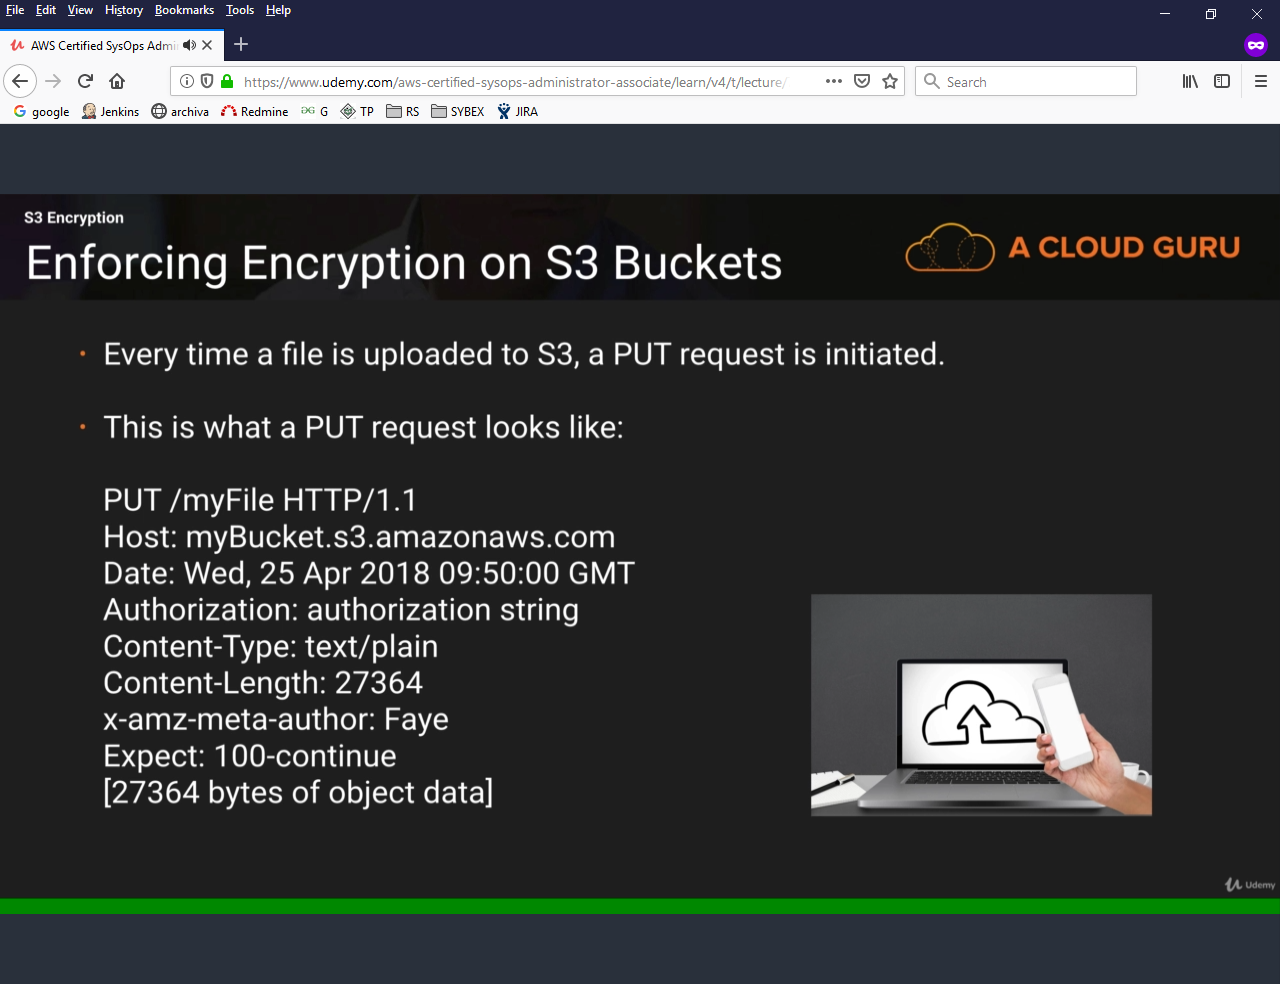 File Edit View History Bookmarks Tools Help
AWS Certified SysOps Admi
https://www.udemy.com/aws-certified-sysops-administrator-associate/learn/v4/t/lecture/
Search
google Jenkins archiva Redmine G TP RS SYBEX JIRA
S3 Encryption
Enforcing Encryption on S3 Buckets
A CLOUD GURU
• Every time a file is uploaded to S3, a PUT request is initiated.
• This is what a PUT request looks like:
PUT /myFile HTTP/1.1
Host: myBucket.s3.amazonaws.com
Date: Wed, 25 Apr 2018 09:50:00 GMT
Authorization: authorization string
Content-Type: text/plain
Content-Length: 27364
x-amz-meta-author: Faye
Expect: 100-continue
[27364 bytes of object data]
Udemy